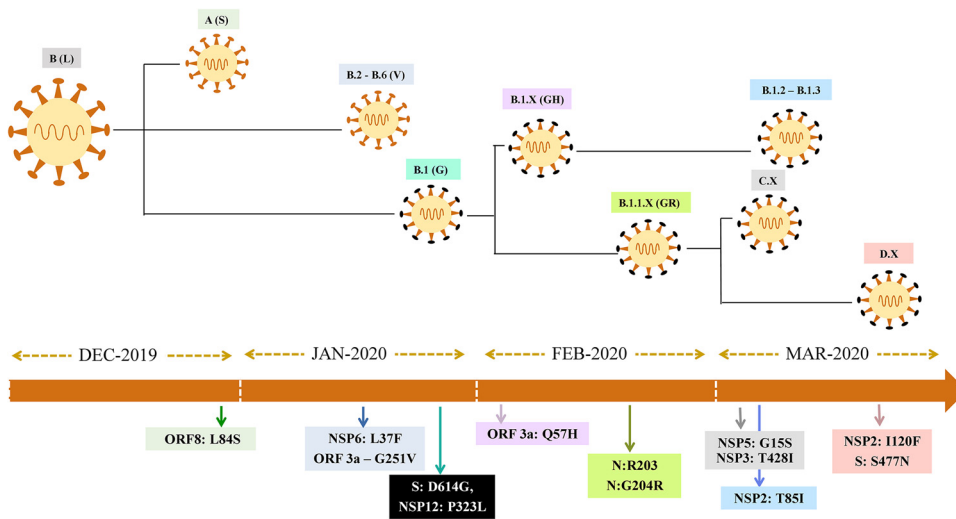 A (S)
B (L)
B.2 - B.6 (V)
B.1.X (GH)
B.1.2 – B.1.3
B.1 (G)
C.X
B.1.1.X (GR)
D.X
DEC-2019
JAN-2020
FEB-2020
MAR-2020
ORF8: L84S
NSP6: L37F
ORF 3a – G251V
S: D614G,
NSP12: P323L
ORF 3a: Q57H
N:R203
N:G204R
NSP5: G15S
NSP3: T428I
NSP2: T85I
NSP2: I120F
S: S477N